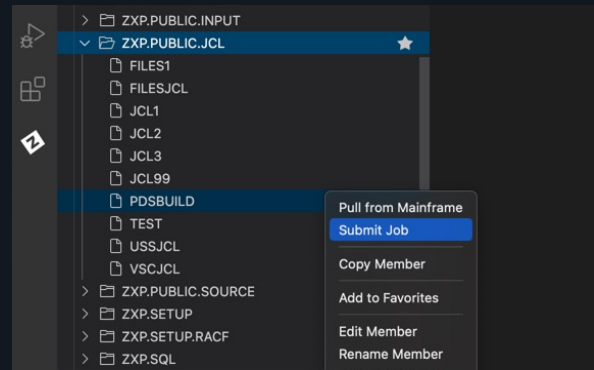 ZXP.PUBLIC.INPUT
ZXP.PUBLIC.JCL
FILES1
FILESJCL
JCL1
JCL2
JCL3
JCL99
PDSBUILD
TEST
USSJCL
VSCJCL
ZXP.PUBLIC.SOURCE
ZXP.SETUP
ZXP.SETUP.RACF
ZXP.SQL
Pull from Mainframe
Submit Job
Copy Member
Add to Favorites
Edit Member
Rename Member